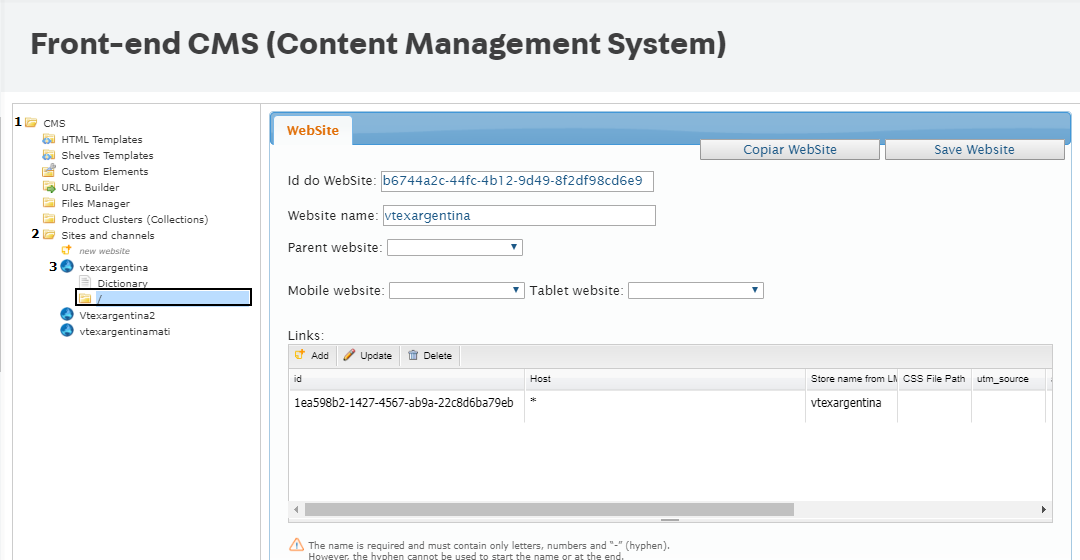 Front-end CMS (Content Management System)
1 CMS
HTML Templates
Shelves Templates
Custom Elements
URL Builder
Files Manager
Product Clusters (Collections)
2 Sites and channels
new website
3 vtexargentina
Dictionary
/
Vtexargentina2
vtexargentinamati
WebSite
Copiar WebSite Save Website
Id do WebSite: b6744a2c-44fc-4b12-9d49-8f2df98cd6e9
Website name: vtexargentina
Parent website:
Mobile website: Tablet website:
Links:
Add Update Delete
id Host Store name from LM CSS File Path utm_source
1ea598b2-1427-4567-ab9a-22c8d6ba79eb * vtexargentina
The name is required and must contain only letters, numbers and "-" (hyphen).
However, the hyphen cannot be used to start the name or at the end.